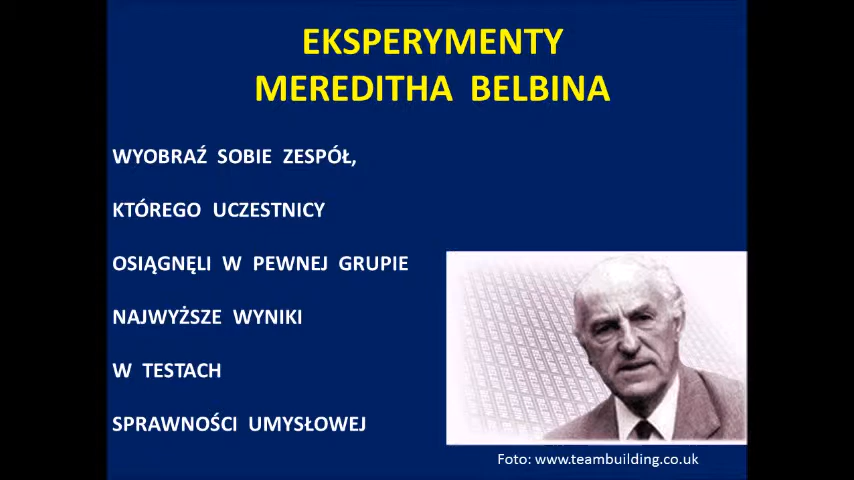 EKSPERYMENTY
MEREDITHA BELBINA
WYOBRAŹ SOBIE ZESPÓŁ,
KTÓREGO UCZESTNICY
OSIĄGNĘLI W PEWNEJ GRUPIE
NAJWYŻSZE WYNIKI
W TESTACH
SPRAWNOŚCI UMYSŁOWEJ
Foto: www.teambuilding.co.uk